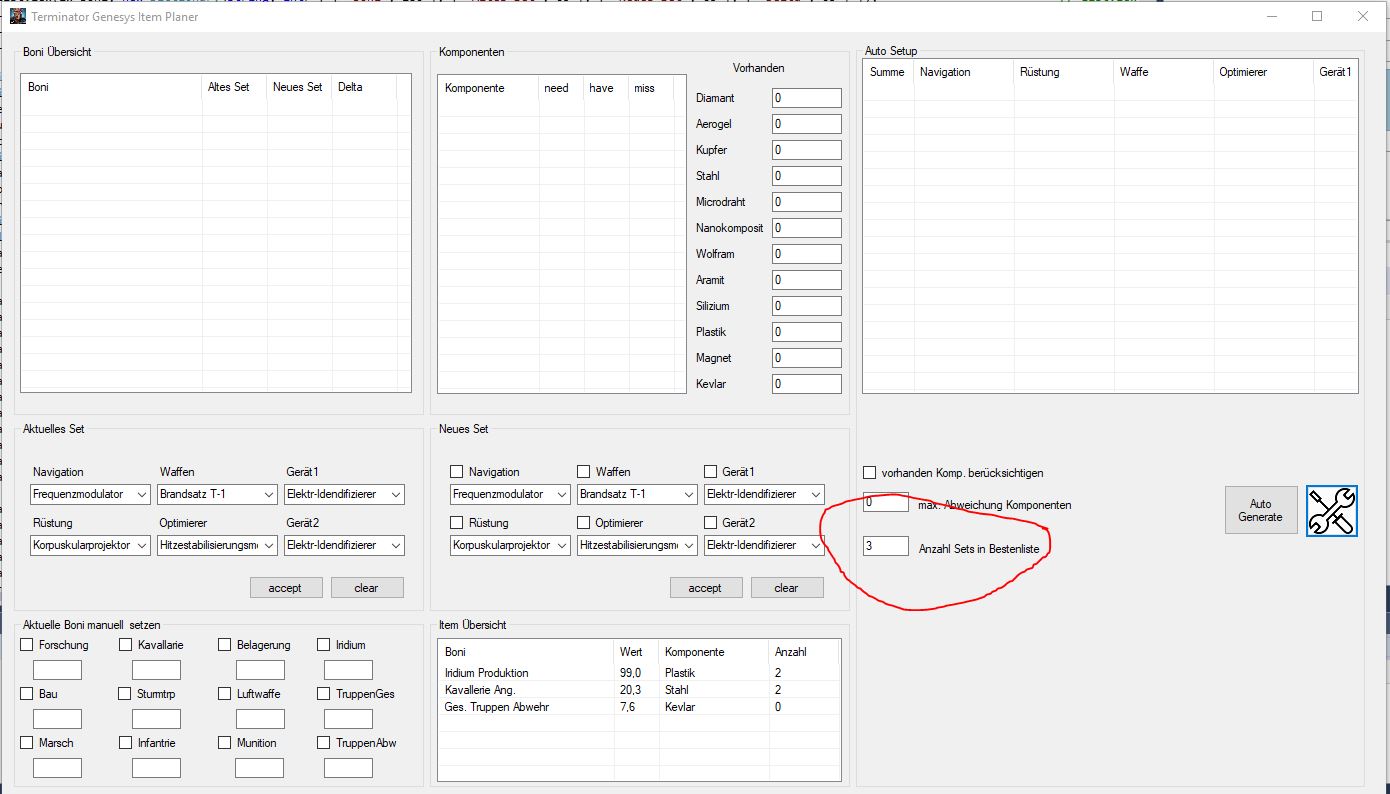 Terminator Genesys Item Planer
Boni Übersicht
Boni Altes Set Neues Set Delta
Komponenten
Komponente need have miss
Vorhanden
Diamant 0
Aerogel 0
Kupfer 0
Stahl 0
Microdraht 0
Nanokomposit 0
Wolfram 0
Aramit 0
Silizium 0
Plastik 0
Magnet 0
Kevlar 0
Auto Setup
Summe Navigation Rüstung Waffe Optimierer Gerät1
Aktuelles Set
Navigation Waffen Gerät1
Frequenzmodulator Brandsatz T-1 Elektr-Idendifizierer
Rüstung Optimierer Gerät2
Korpuskularprojektor Hitzestabilisierungsm Elektr-Idendifizierer
accept clear
Neues Set
Navigation Waffen Gerät1
Frequenzmodulator Brandsatz T-1 Elektr-Idendifizierer
Rüstung Optimierer Gerät2
Korpuskularprojektor Hitzestabilisierungsm Elektr-Idendifizierer
accept clear
vorhanden Komp. berücksichtigen
0 max. Abweichung Komponenten
3 Anzahl Sets in Bestenliste
Auto
Generate
Aktuelle Boni manuell setzen
Forschung Kavallarie Belagerung Iridium
Bau Sturmtrp Luftwaffe TruppenGes
Marsch Infantrie Munition TruppenAbw
Item Übersicht
Boni Wert Komponente Anzahl
Iridium Produktion 99,0 Plastik 2
Kavallerie Ang. 20,3 Stahl 2
Ges. Truppen Abwehr 7,6 Kevlar 0